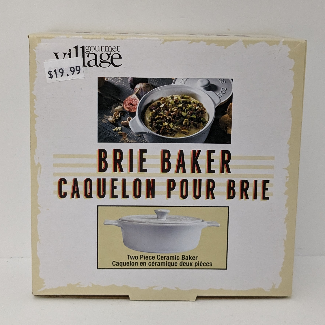 gourmet
Village
$19.99
BRIE BAKER
CAQUELON POUR BRIE
Two Piece Ceramic Baker
Caquelon en céramique deux pièces